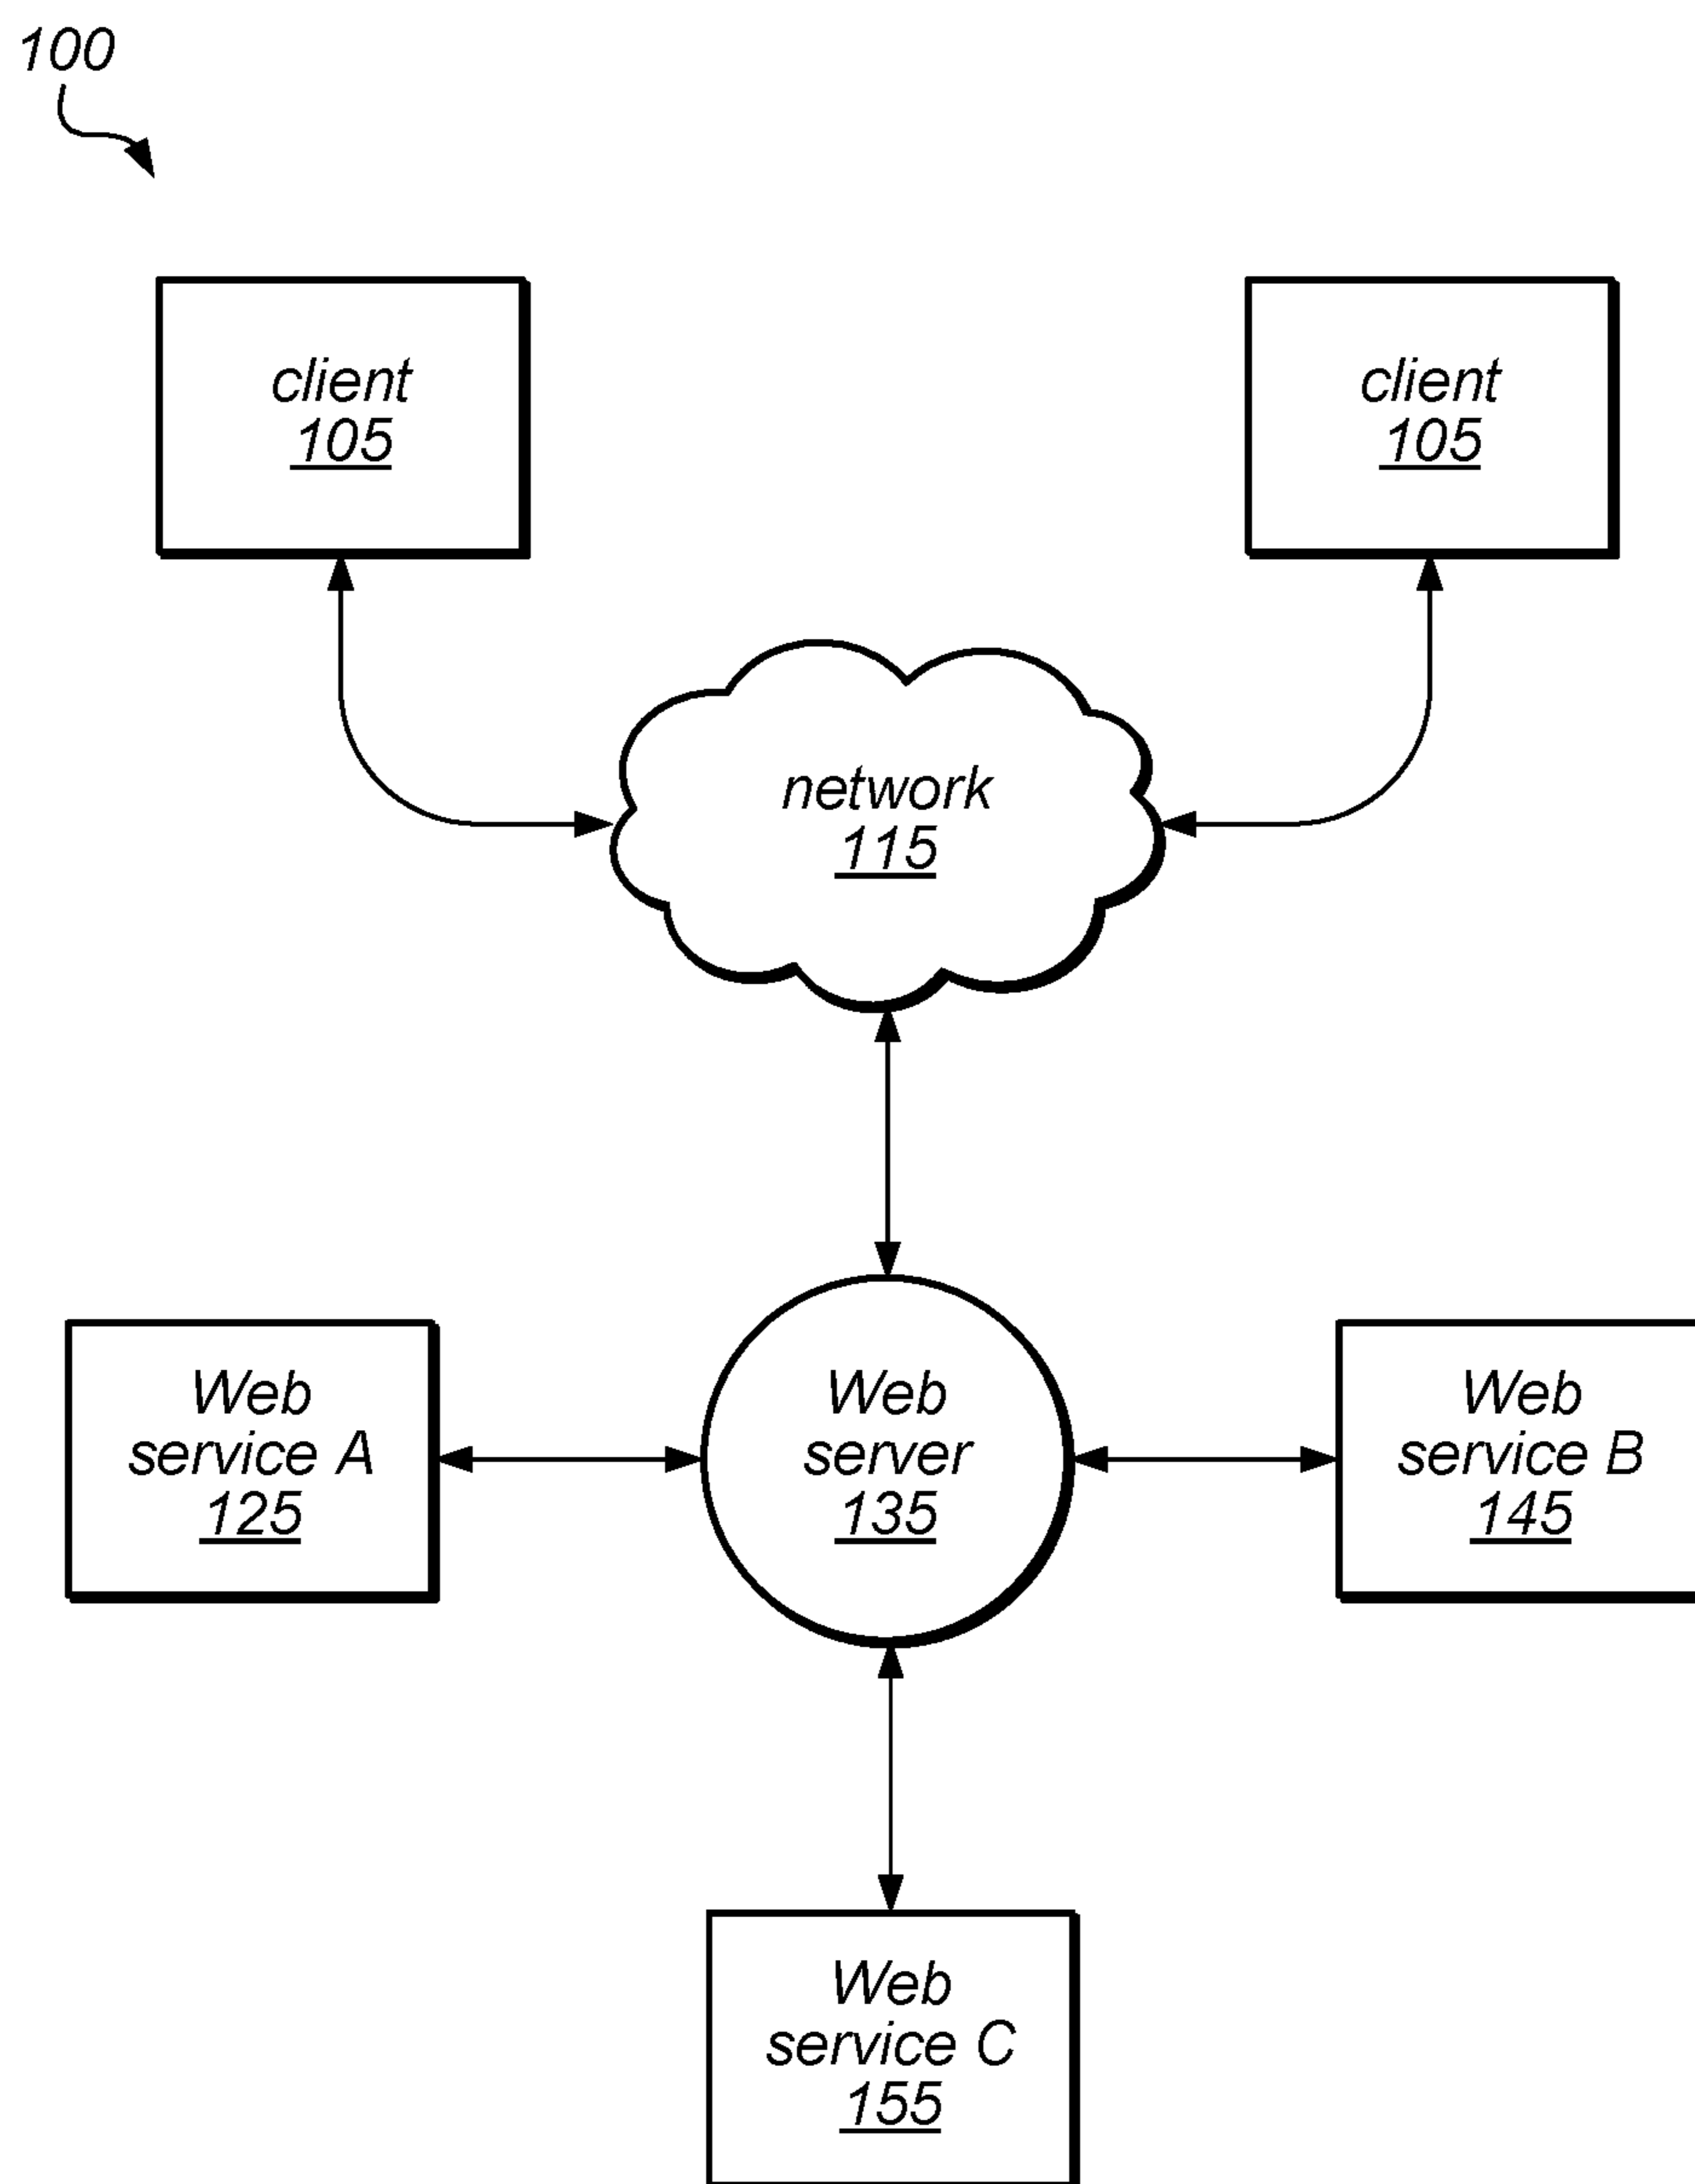 100
client
105
client
105
network
115
Web
service A
125
Web
server
135
Web
service B
145
Web
service C
155